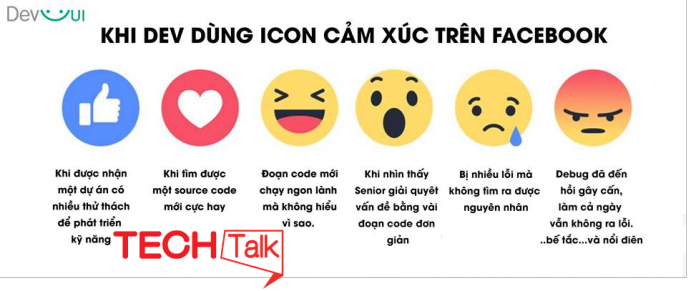 DevVui
KHI DEV DÙNG ICON CẢM XÚC TRÊN FACEBOOK
Khi được nhận
một dự án có
nhiều thử thách
để phát triển
kỹ năng
Khi tìm được
một source code
mới cực hay
Đoạn code mới
chạy ngon lành
mà không hiểu
vì sao.
Khi nhìn thấy
Senior giải quyêt
vấn đề bằng vài
đoạn code đơn
giản
Bị nhiều lỗi mà
không tìm ra được
nguyên nhân
Debug đã đến
hồi gây cấn,
làm cả ngày
vẫn không ra lỗi.
..bế tắc...và nổi điên
TECH Talk